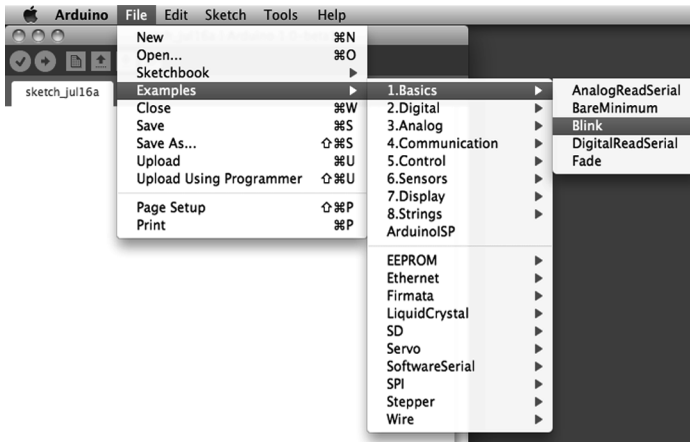 Arduino File Edit Sketch Tools Help
sketch_jul16a
New ⌘N
Open... ⌘O
Sketchbook
Examples
Close ⌘W
Save ⌘S
Save As... ⇧⌘S
Upload ⌘U
Upload Using Programmer ⇧⌘U
Page Setup ⇧⌘P
Print ⌘P
1.Basics
2.Digital
3.Analog
4.Communication
5.Control
6.Sensors
7.Display
8.Strings
ArduinoISP
EEPROM
Ethernet
Firmata
LiquidCrystal
SD
Servo
SoftwareSerial
SPI
Stepper
Wire
AnalogReadSerial
BareMinimum
Blink
DigitalReadSerial
Fade